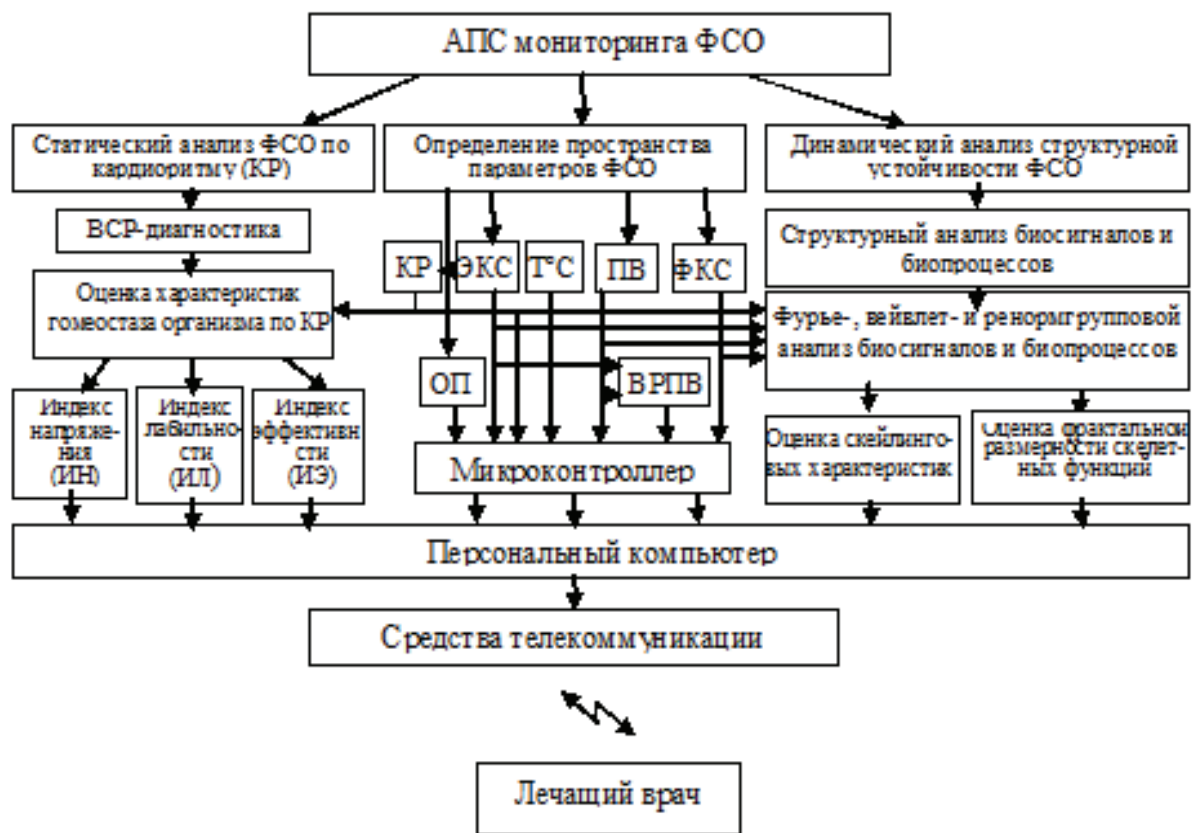 АПС мониторинга ФСО
Статический анализ ФСО по
кардиоритму (КР)
Определение пространства
параметров ФСО
Динамический анализ структурной
устойчивости ФСО
ВСР-диагностика
Структурный анализ биосигналов и
биопроцессов
КР
ЭКС
Т°С
ПВ
ФКС
Оценка характеристик
гомеостаза организма по КР
Фурье-, вейвлет- и ренормгрупповой
анализ биосигналов и биопроцессов
ОП
ВРПВ
Индекс
напряже-
ния
(ИН)
Индекс
лабильно-
сти
(ИЛ)
Индекс
эффективн
сти
(ИЭ)
Микроконтроллер
Оценка скейлинго-
вых характеристик
Оценка фрактальной
размерности скелет-
ных функций
Персональный компьютер
Средства телекоммуникации
Лечащий врач